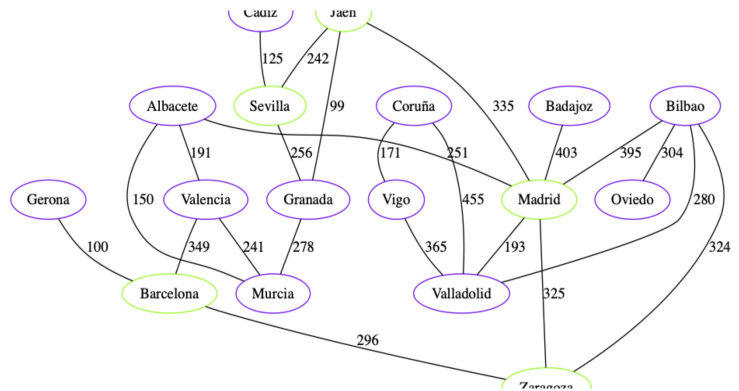 Cádiz Jaén
125 242
Albacete Sevilla 99 Coruña 335 Badajoz Bilbao
191 256 171 251 403 395 304
Gerona 150 Valencia Granada Vigo 455 Madrid Oviedo 280
100 349 241 278 365 193 324
Barcelona Murcia Valladolid 325
296
Zaragoza